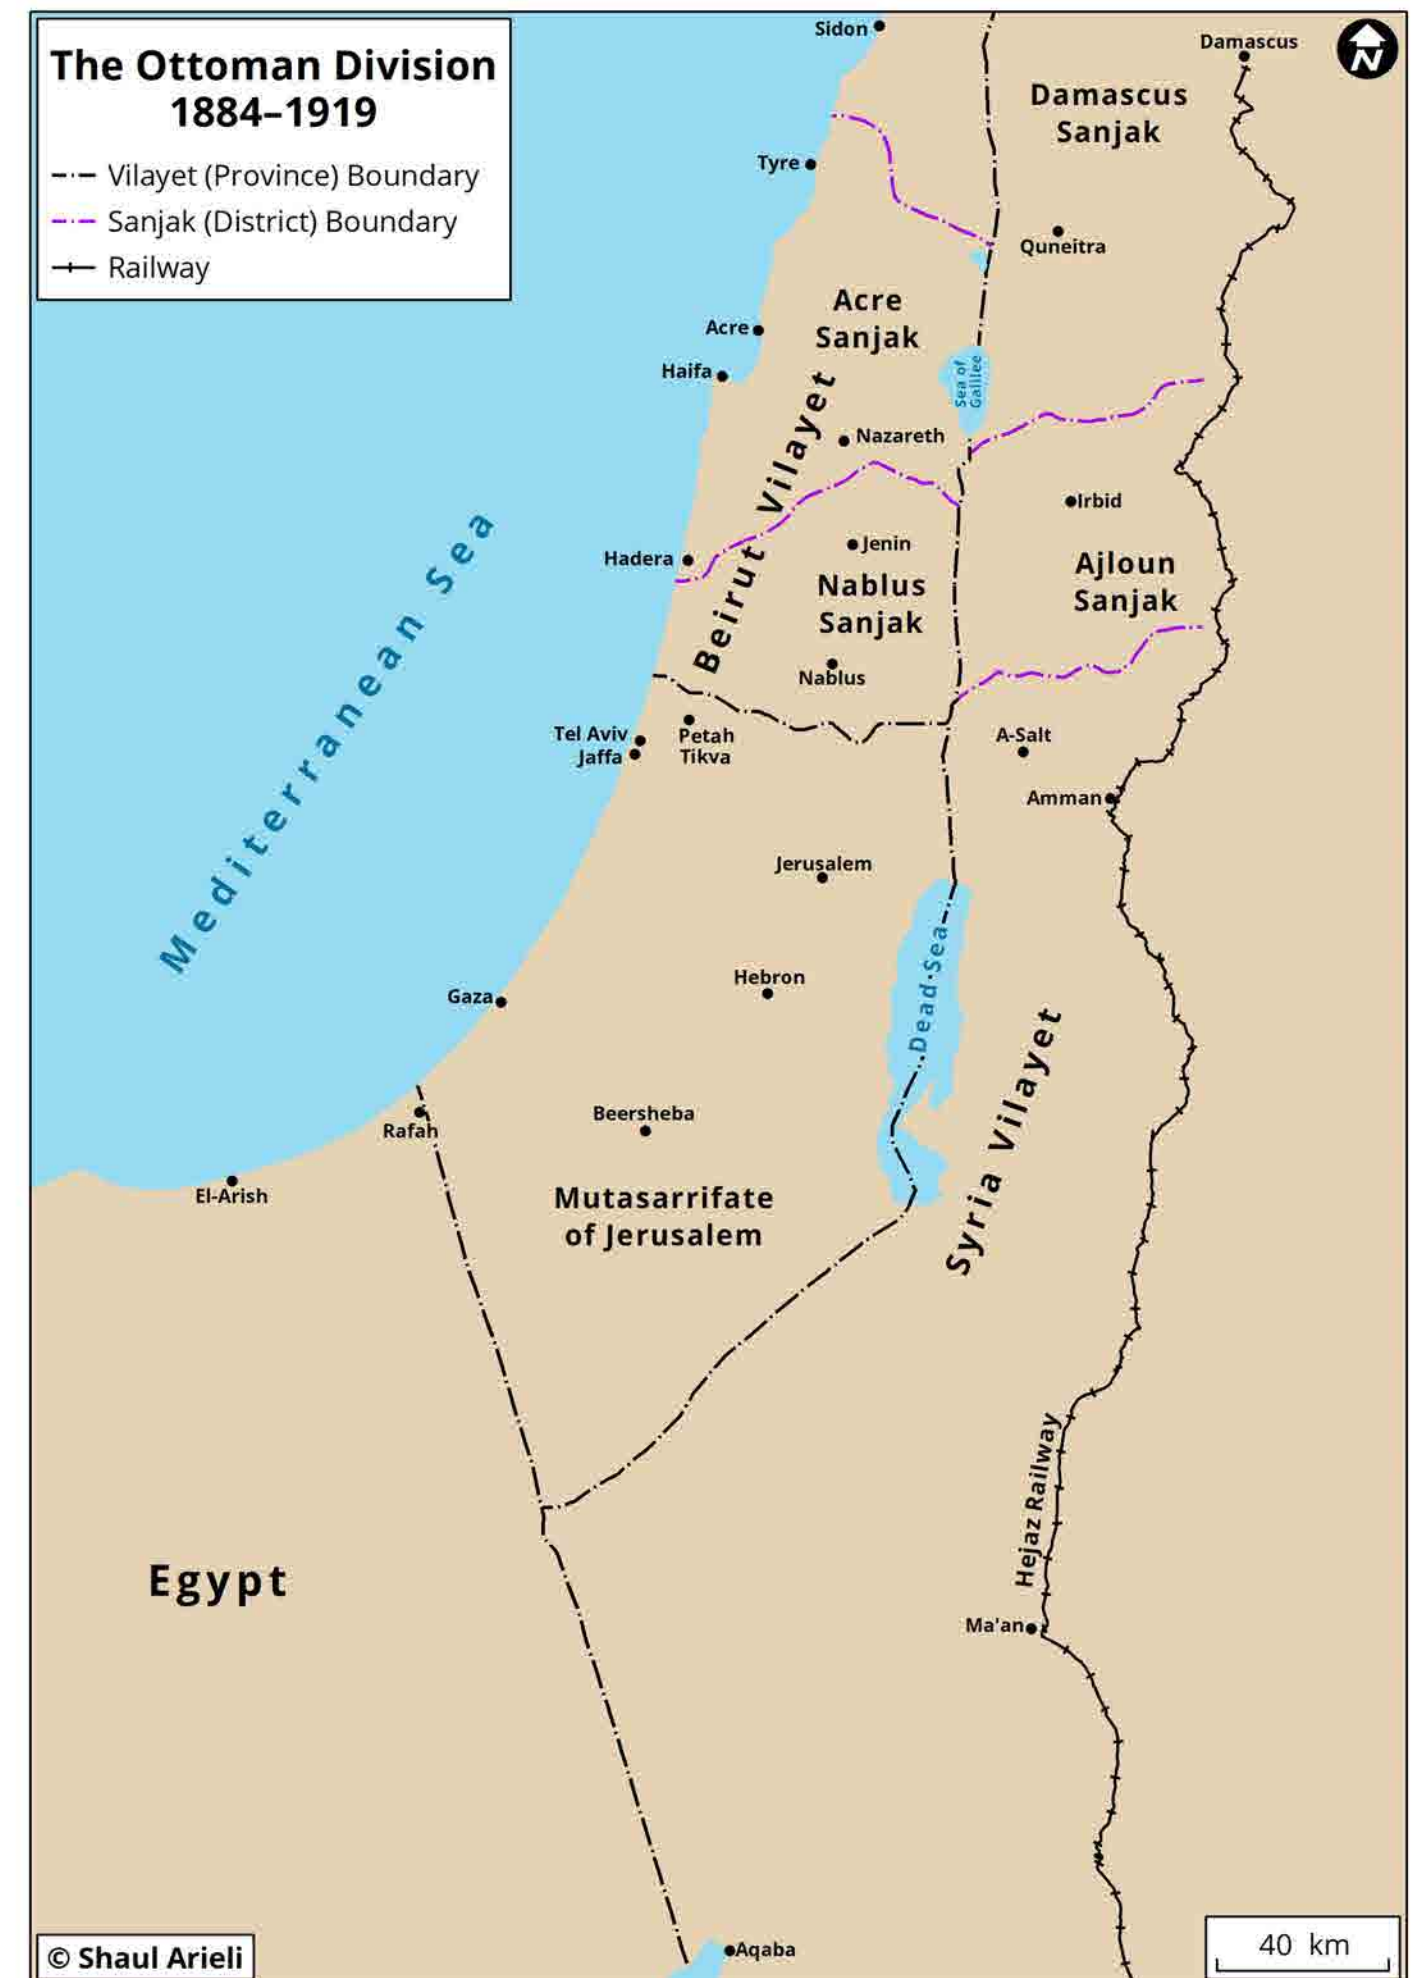 The Ottoman Division
1884–1919
Vilayet (Province) Boundary
Sanjak (District) Boundary
Railway
N
Sidon
Damascus
Damascus
Sanjak
Tyre
Quneitra
Acre
Sanjak
Acre
Haifa
Sea of
Galilee
Nazareth
Beirut Vilayet
Irbid
Hadera
Jenin
Ajloun
Sanjak
Nablus
Sanjak
Nablus
Mediterranean Sea
Tel Aviv
Jaffa
Petah
Tikva
A-Salt
Amman
Jerusalem
Dead Sea
Hebron
Gaza
Syria Vilayet
Beersheba
Rafah
El-Arish
Mutasarrifate
of Jerusalem
Hejaz Railway
Egypt
Ma'an
Aqaba
40 km
© Shaul Arieli